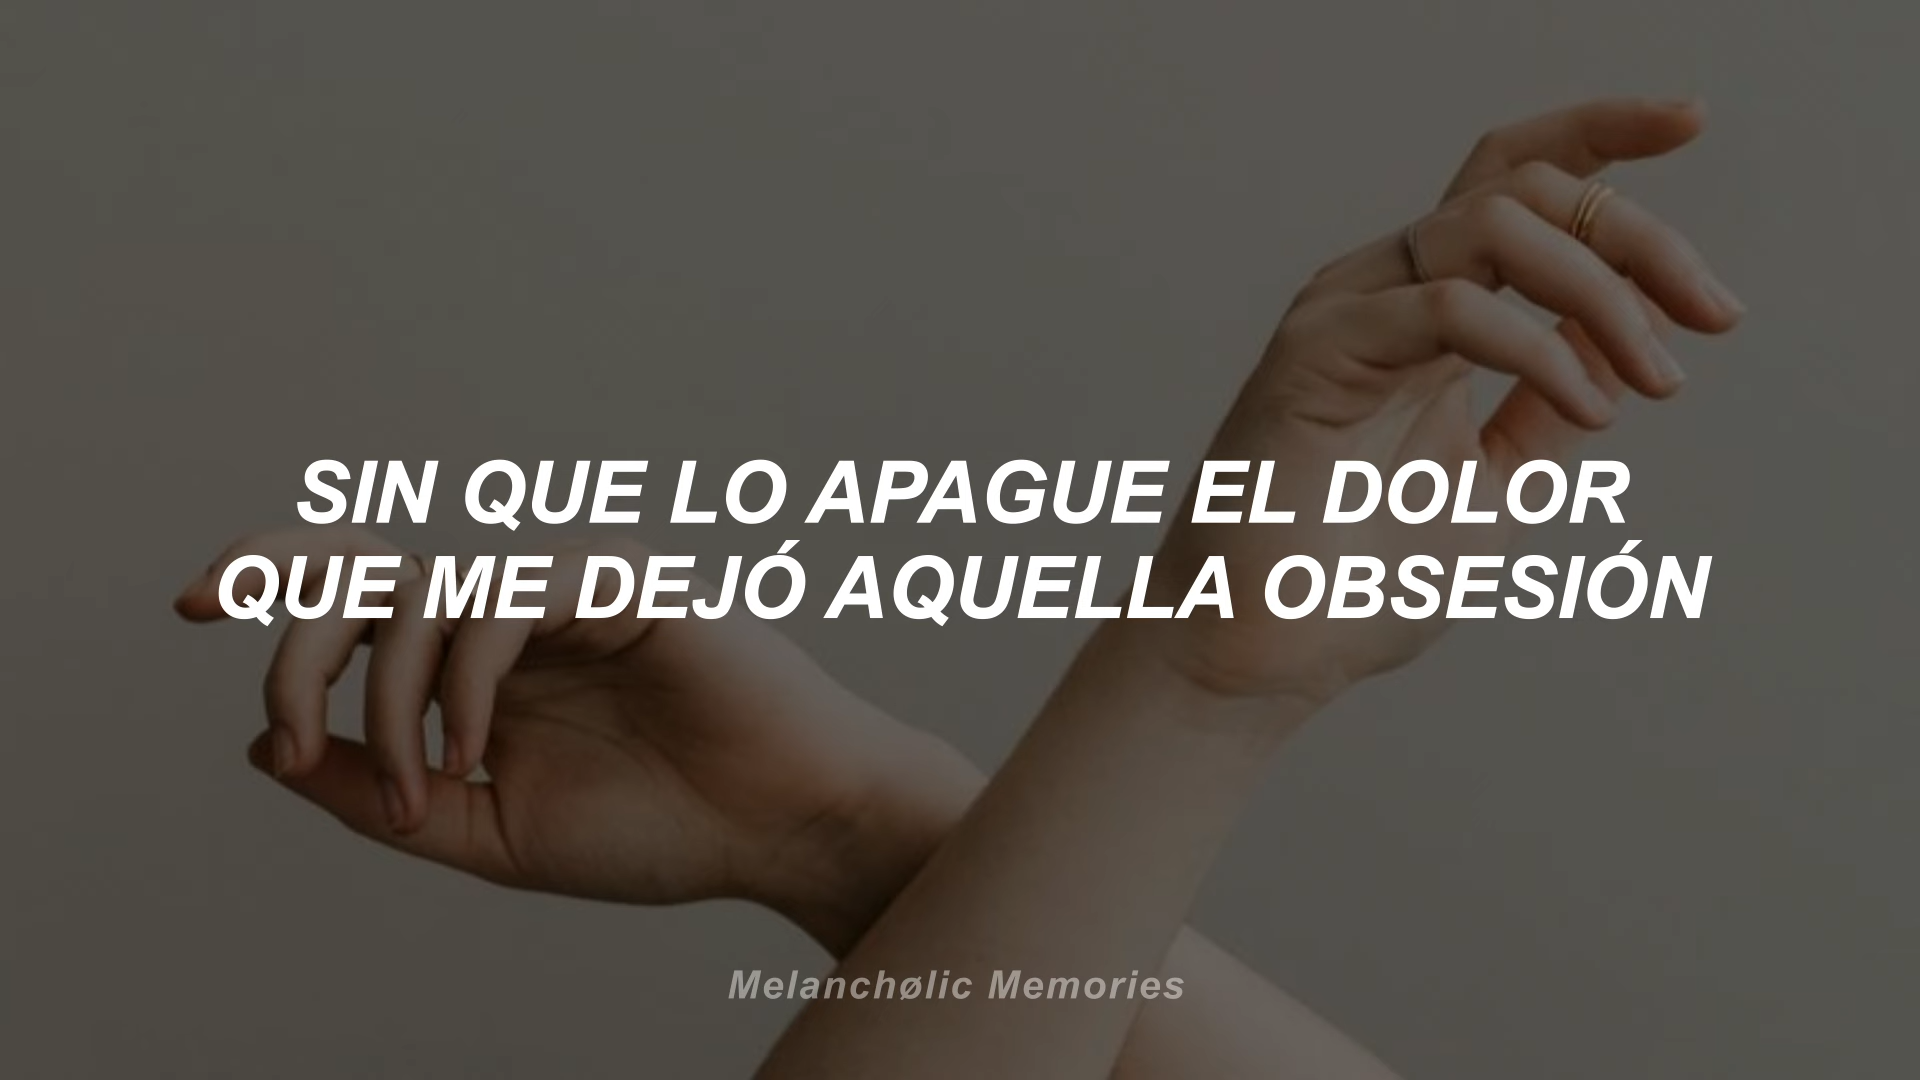 SIN QUE LO APAGUE EL DOLOR
QUE ME DEJÓ AQUELLA OBSESIÓN
Melanchølic Memories